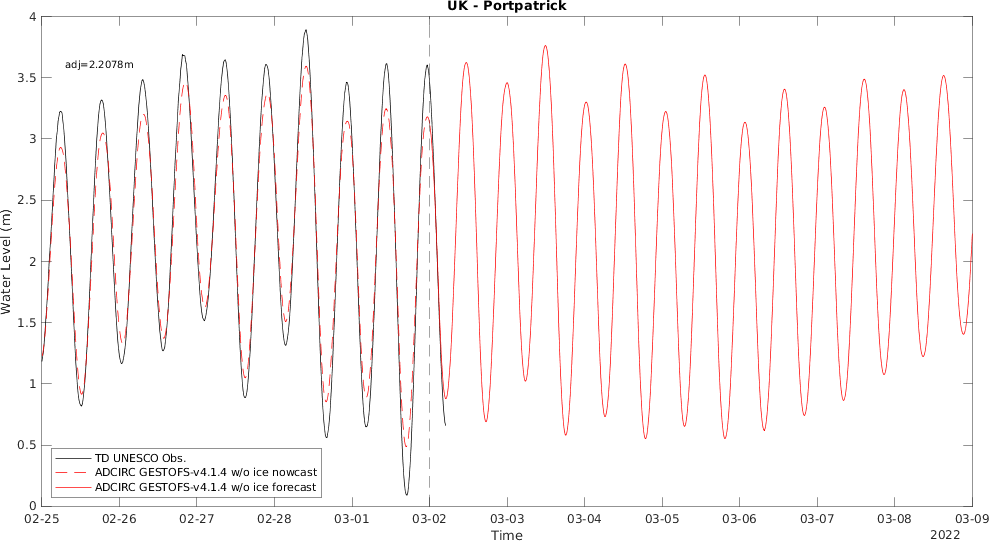 UK - Portpatrick
4
3.5
3
2.5
2
1.5
1
0.5
0
Water Level (m)
adj=2.2078m
TD UNESCO Obs.
ADCIRC GESTOFS-v4.1.4 w/o ice nowcast
ADCIRC GESTOFS-v4.1.4 w/o ice forecast
02-25 02-26 02-27 02-28 03-01 03-02 03-03 03-04 03-05 03-06 03-07 03-08 03-09
Time
2022